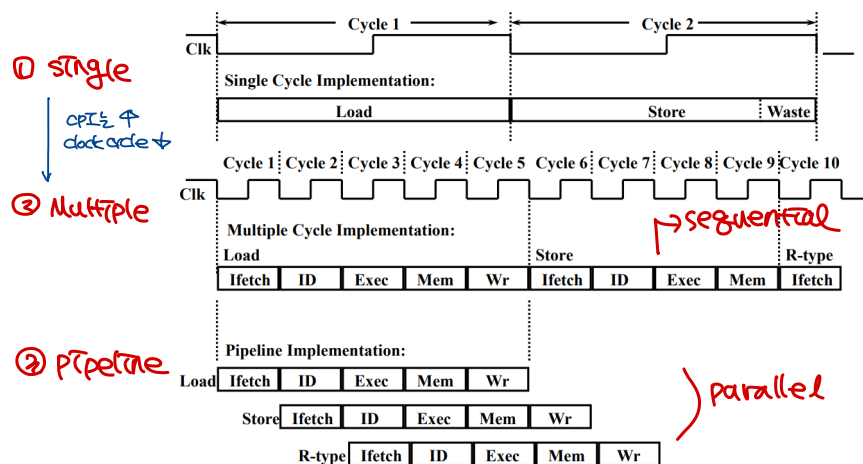 Cycle 1 Cycle 2
Clk
① single
Single Cycle Implementation:
Load Store Waste
CPI는 ↑
clock cycle ↓
Cycle 1 Cycle 2 Cycle 3 Cycle 4 Cycle 5 Cycle 6 Cycle 7 Cycle 8 Cycle 9 Cycle 10
Clk
③ Multiple
↳sequential
Multiple Cycle Implementation:
Load Store R-type
Ifetch ID Exec Mem Wr Ifetch ID Exec Mem Ifetch
② pipeline
Pipeline Implementation:
Load Ifetch ID Exec Mem Wr
parallel
Store Ifetch ID Exec Mem Wr
R-type Ifetch ID Exec Mem Wr